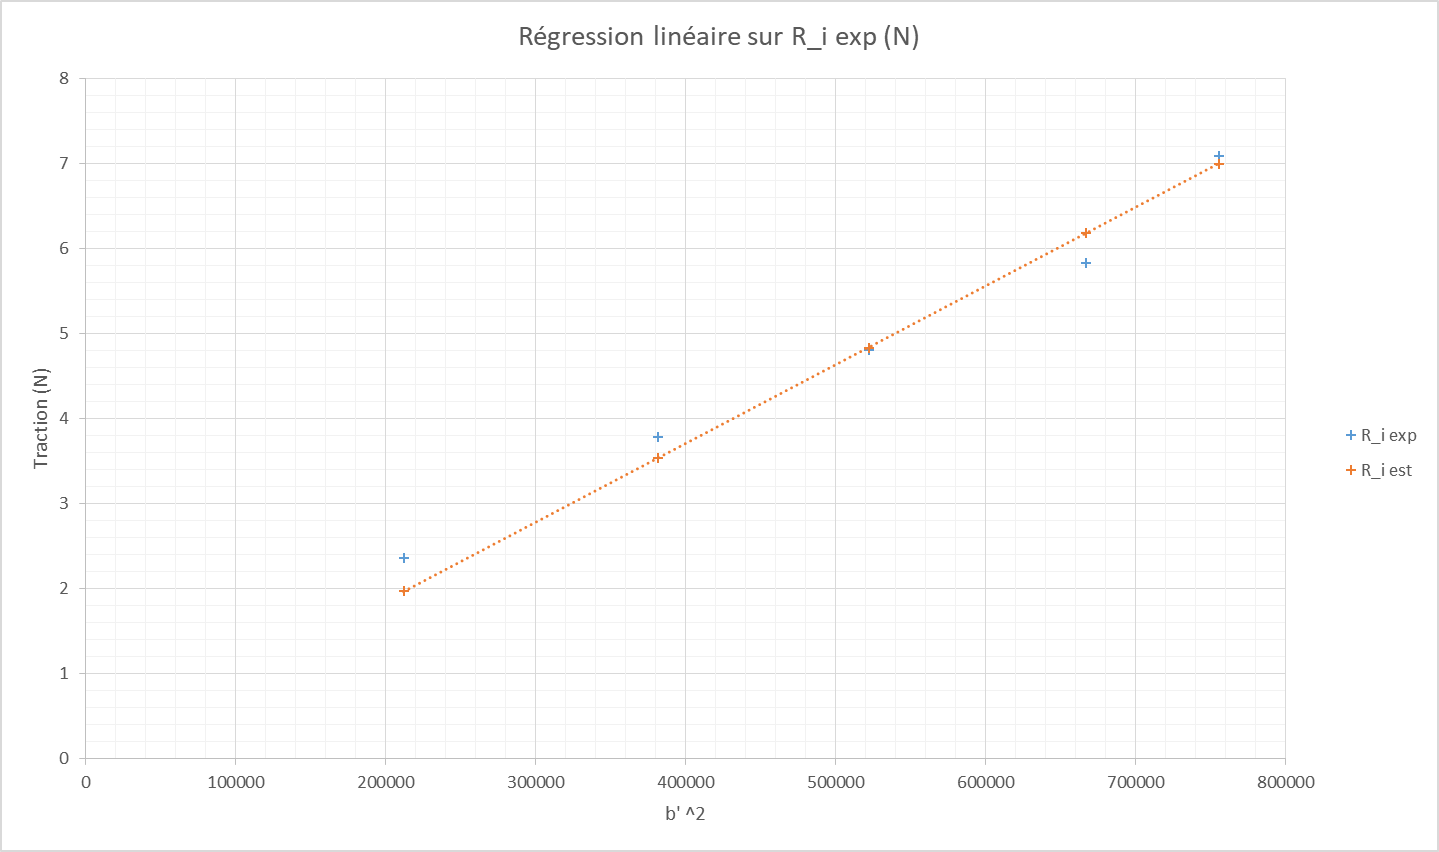 Régression linéaire sur R_i exp (N)
8
7
6
5
4
3
2
1
0
Traction (N)
0 100000 200000 300000 400000 500000 600000 700000 800000
b' ^2
R_i exp
R_i est